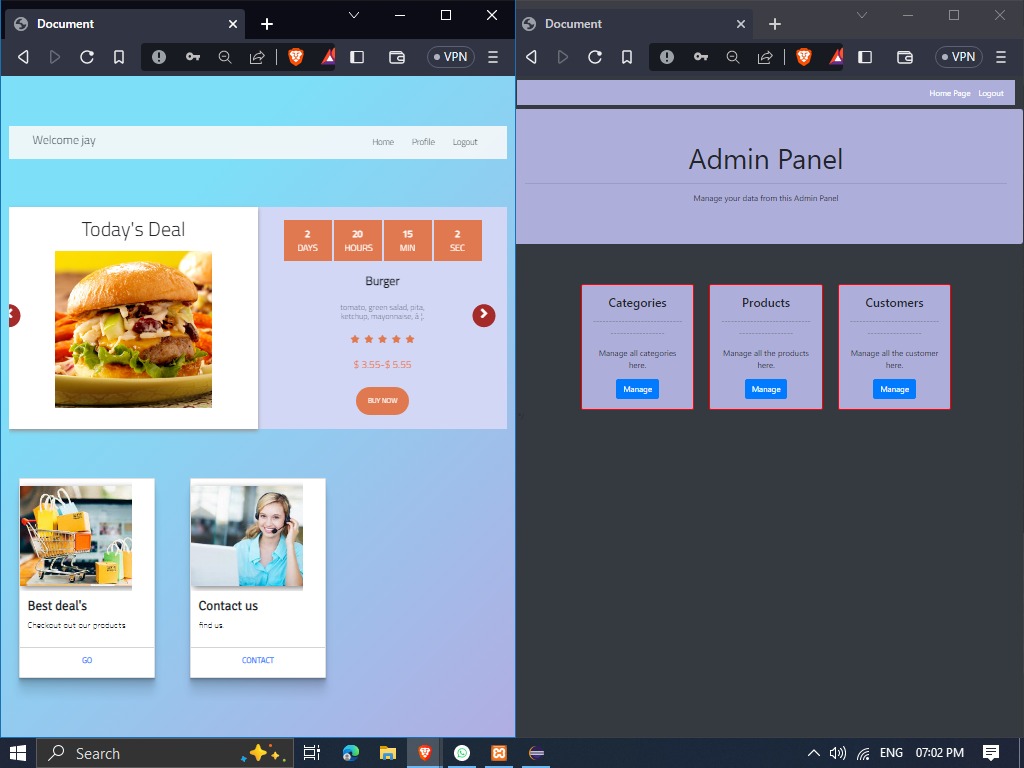 Document
VPN
Welcome jay
Home Profile Logout
Today's Deal
2 20 15 2
DAYS HOURS MIN SEC
Burger
tomato, green salad, pita,
ketchup, mayonnaise, â¦.
$ 3.55-$ 5.55
BUY NOW
Best deal's
Checkout out our products
GO
Contact us
find us.
CONTACT
Document
VPN
Home Page Logout
Admin Panel
Manage your data from this Admin Panel
Categories
--------------------------
----------------
Manage all categories
here.
Manage
Products
--------------------------
----------------
Manage all the products
here.
Manage
Customers
--------------------------
----------------
Manage all the customer
here.
Manage
Search
ENG 07:02 PM